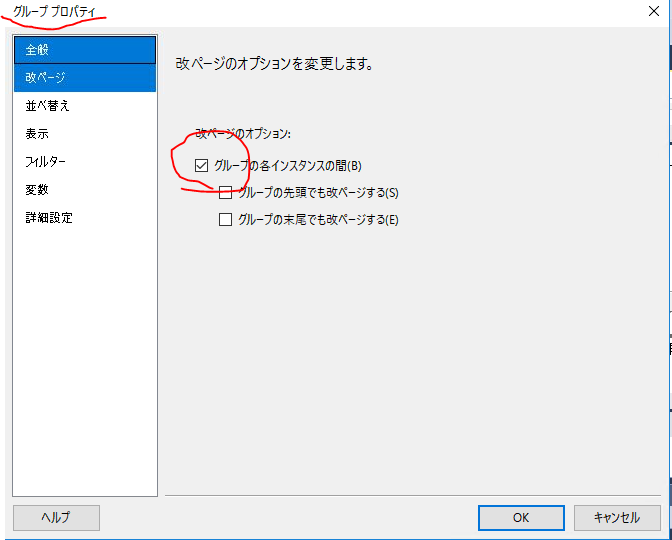 グループ プロパティ
全般
改ページ
並べ替え
表示
フィルター
変数
詳細設定
改ページのオプションを変更します。
改ページのオプション:
グループの各インスタンスの間(B)
グループの先頭でも改ページする(S)
グループの末尾でも改ページする(E)
ヘルプ
OK
キャンセル